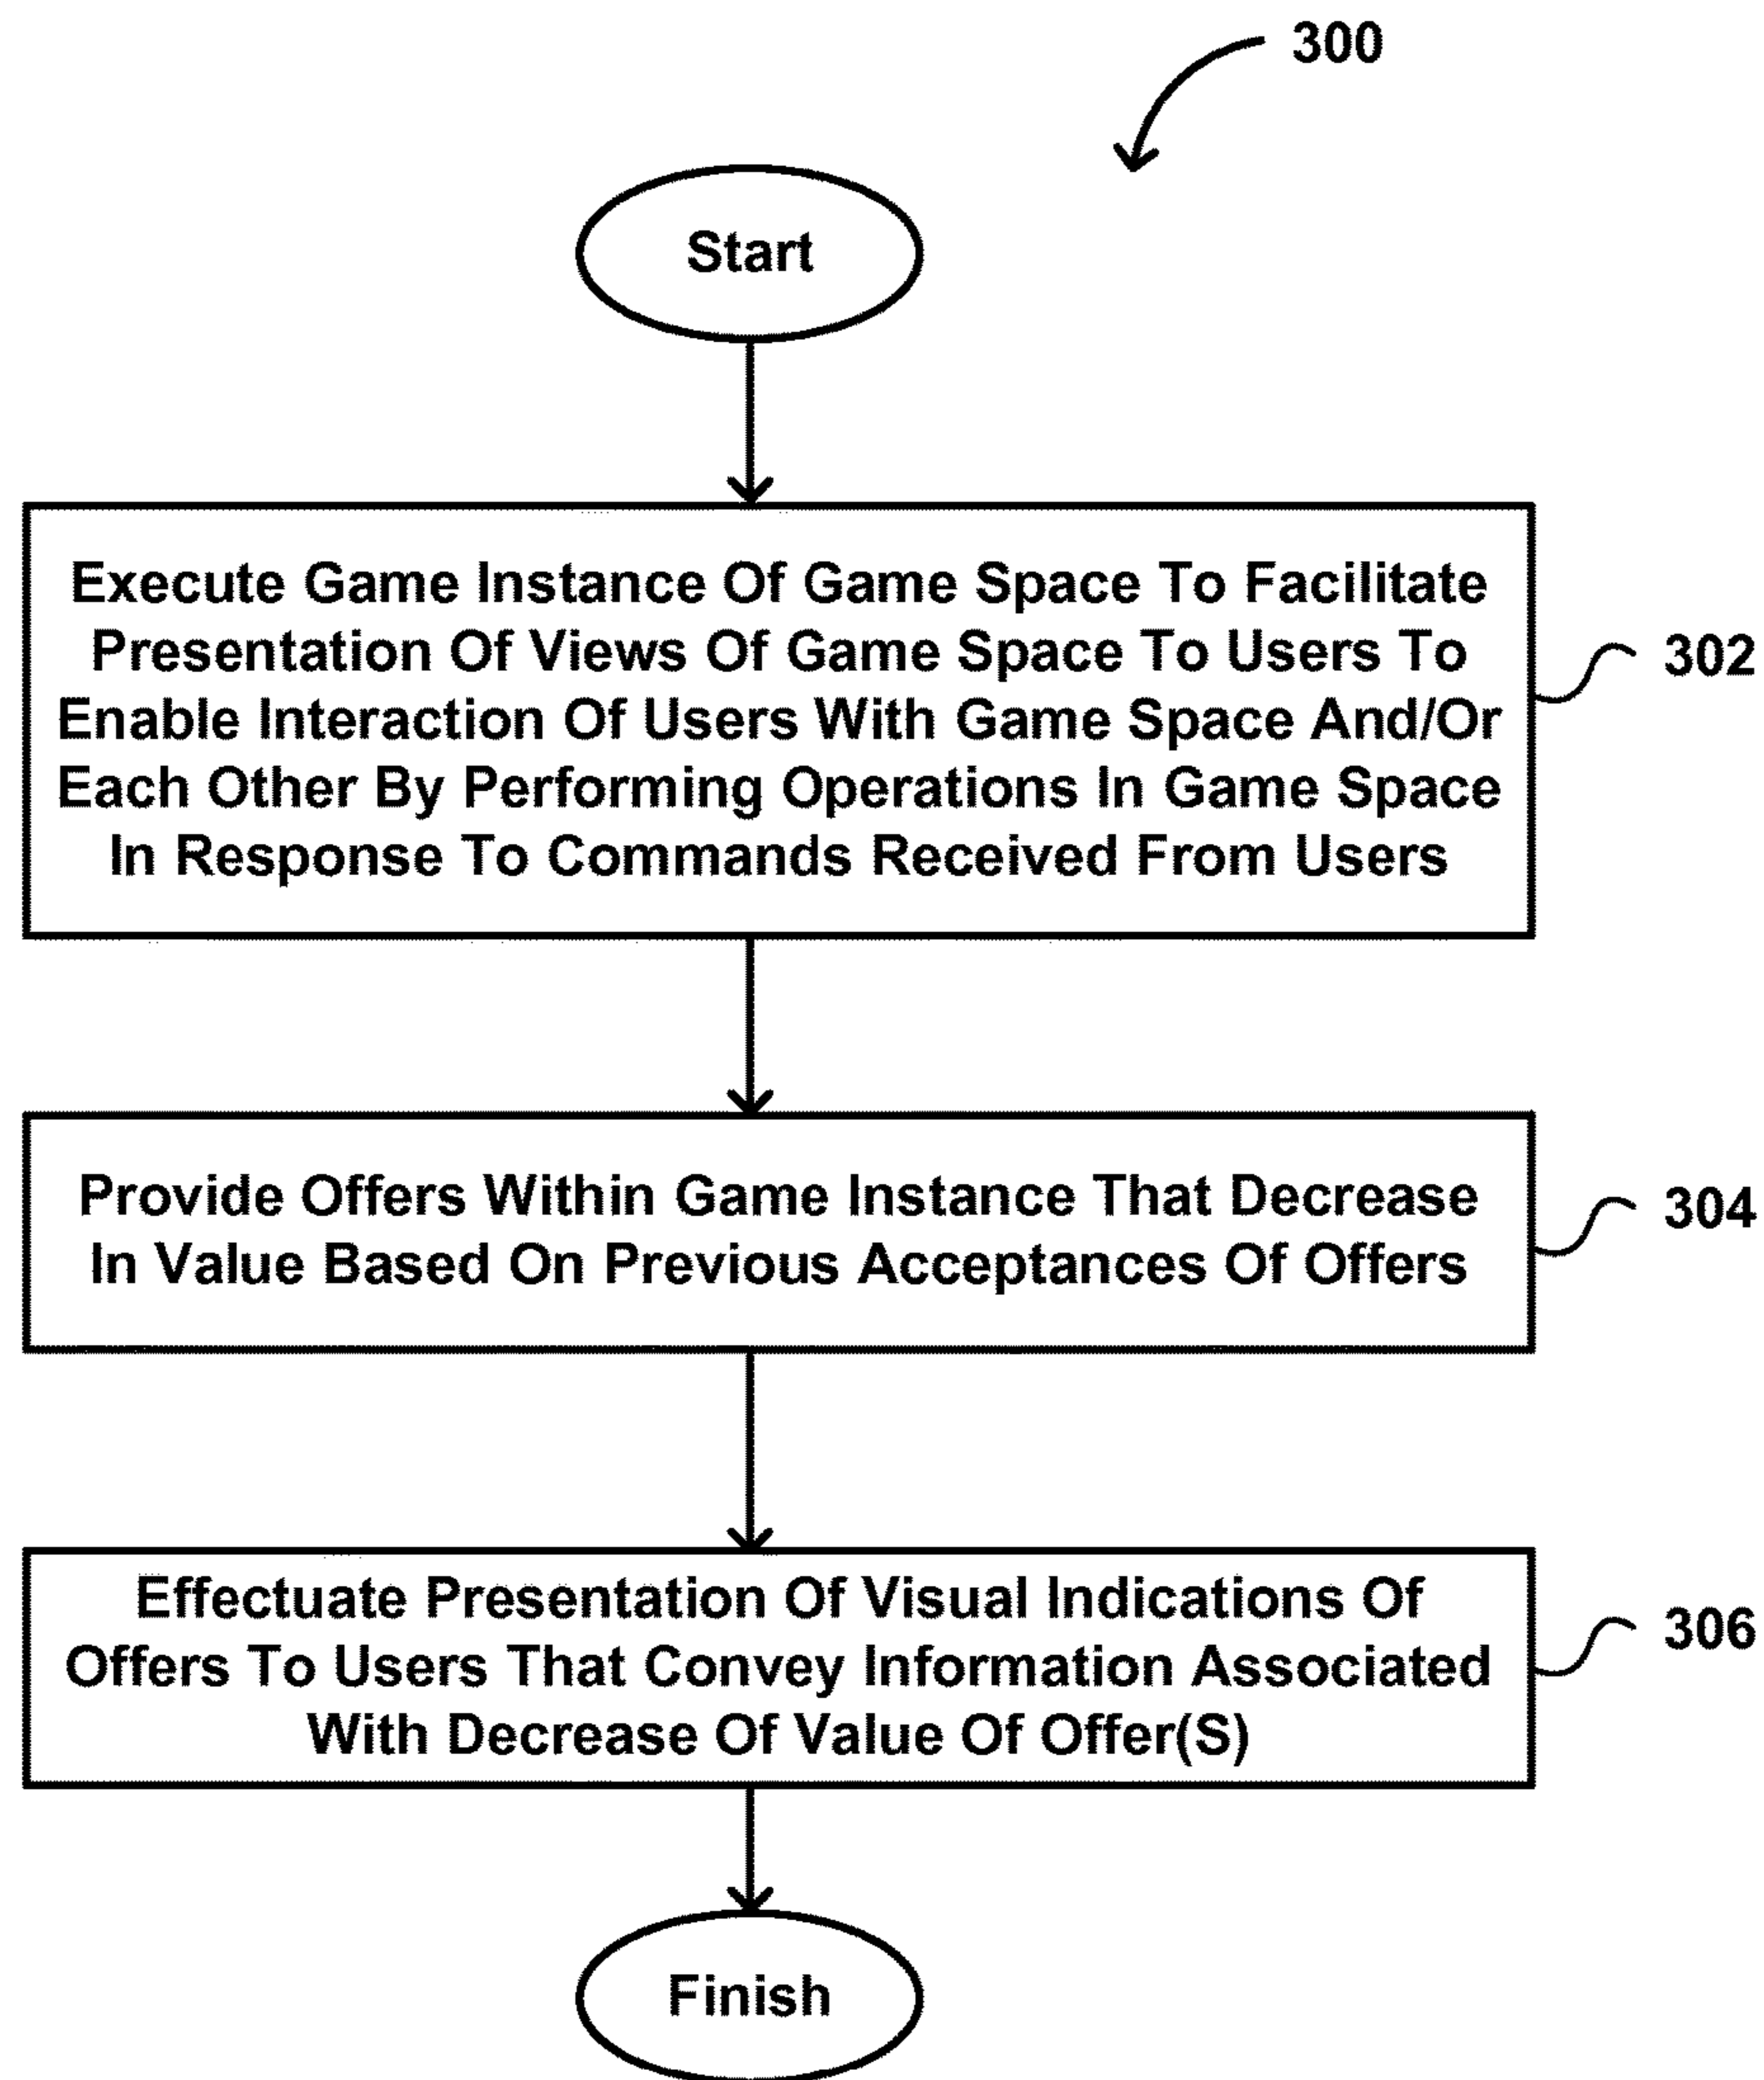 300
Start
Execute Game Instance Of Game Space To Facilitate
Presentation Of Views Of Game Space To Users To
Enable Interaction Of Users With Game Space And/Or
Each Other By Performing Operations In Game Space
In Response To Commands Received From Users
302
Provide Offers Within Game Instance That Decrease
In Value Based On Previous Acceptances Of Offers
304
Effectuate Presentation Of Visual Indications Of
Offers To Users That Convey Information Associated
With Decrease Of Value Of Offer(S)
306
Finish